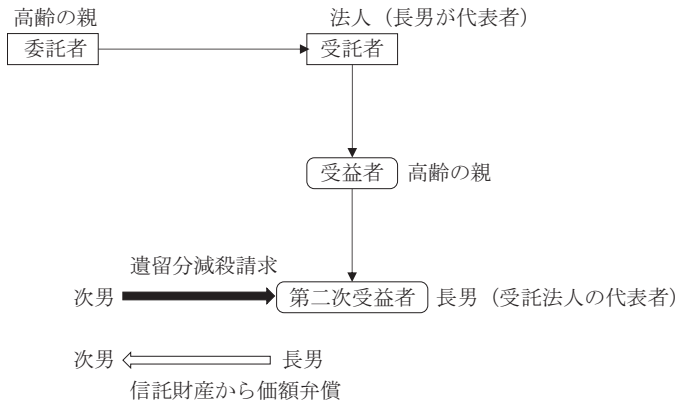 高齢の親
法人（長男が代表者）
委託者
受託者
受益者
高齢の親
遺留分減殺請求
次男
第二次受益者
長男（受託法人の代表者）
次男
長男
信託財産から価額弁償